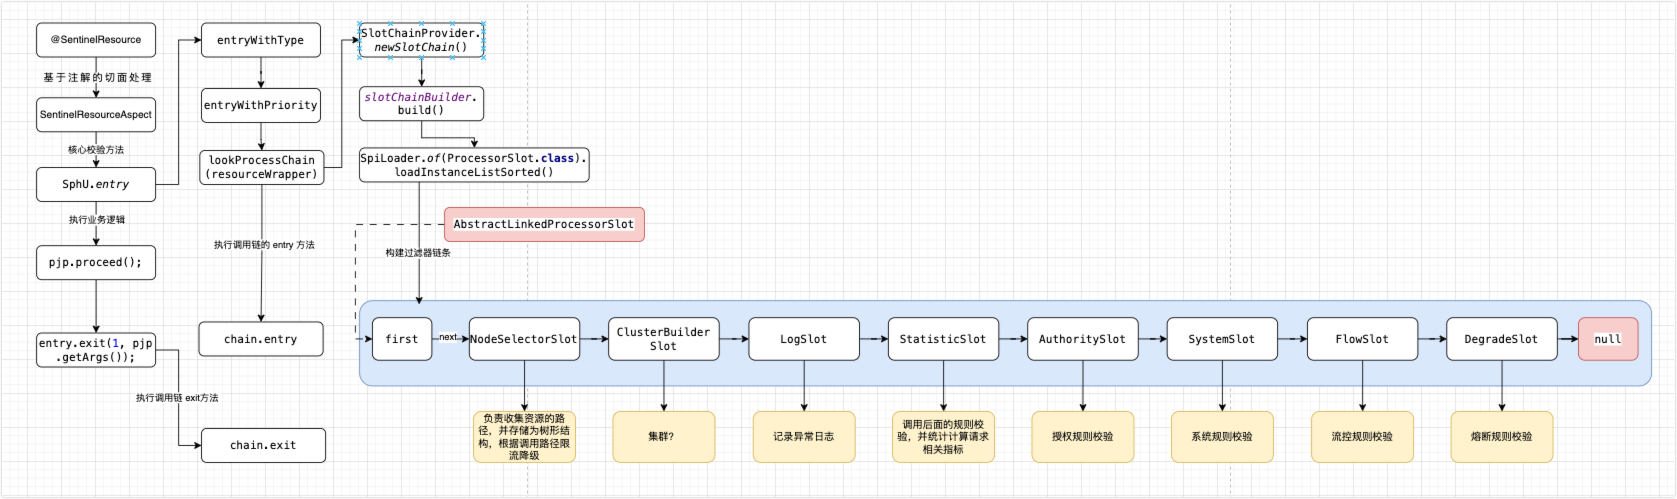 @SentinelResource
基于注解的切面处理
SentinelResourceAspect
核心校验方法
SphU.entry
执行业务逻辑
pjp.proceed();
entry.exit(1, pjp
.getArgs());
执行调用链 exit方法
chain.exit
entryWithType
entryWithPriority
lookProcessChain
(resourceWrapper)
执行调用链的 entry 方法
chain.entry
SlotChainProvider.
newSlotChain()
slotChainBuilder.
build()
SpiLoader.of(ProcessorSlot.class).
loadInstanceListSorted()
AbstractLinkedProcessorSlot
构建过滤器链条
first
next
NodeSelectorSlot
ClusterBuilder
Slot
LogSlot
StatisticSlot
AuthoritySlot
SystemSlot
FlowSlot
DegradeSlot
null
负责收集资源的路
径，并存储为树形结
构，根据调用路径限
流降级
集群？
记录异常日志
调用后面的规则校
验，并统计计算请求
相关指标
授权规则校验
系统规则校验
流控规则校验
熔断规则校验